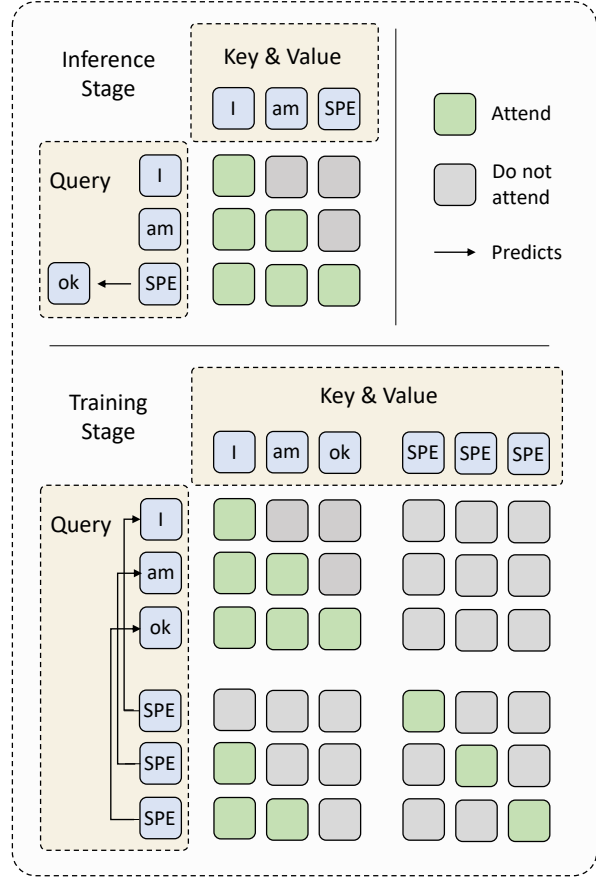 Inference
Stage
Key & Value
I am SPE
Attend
Do not
attend
Predicts
Query I
am
ok SPE
Training
Stage
Key & Value
I am ok SPE SPE SPE
Query I
am
ok
SPE
SPE
SPE